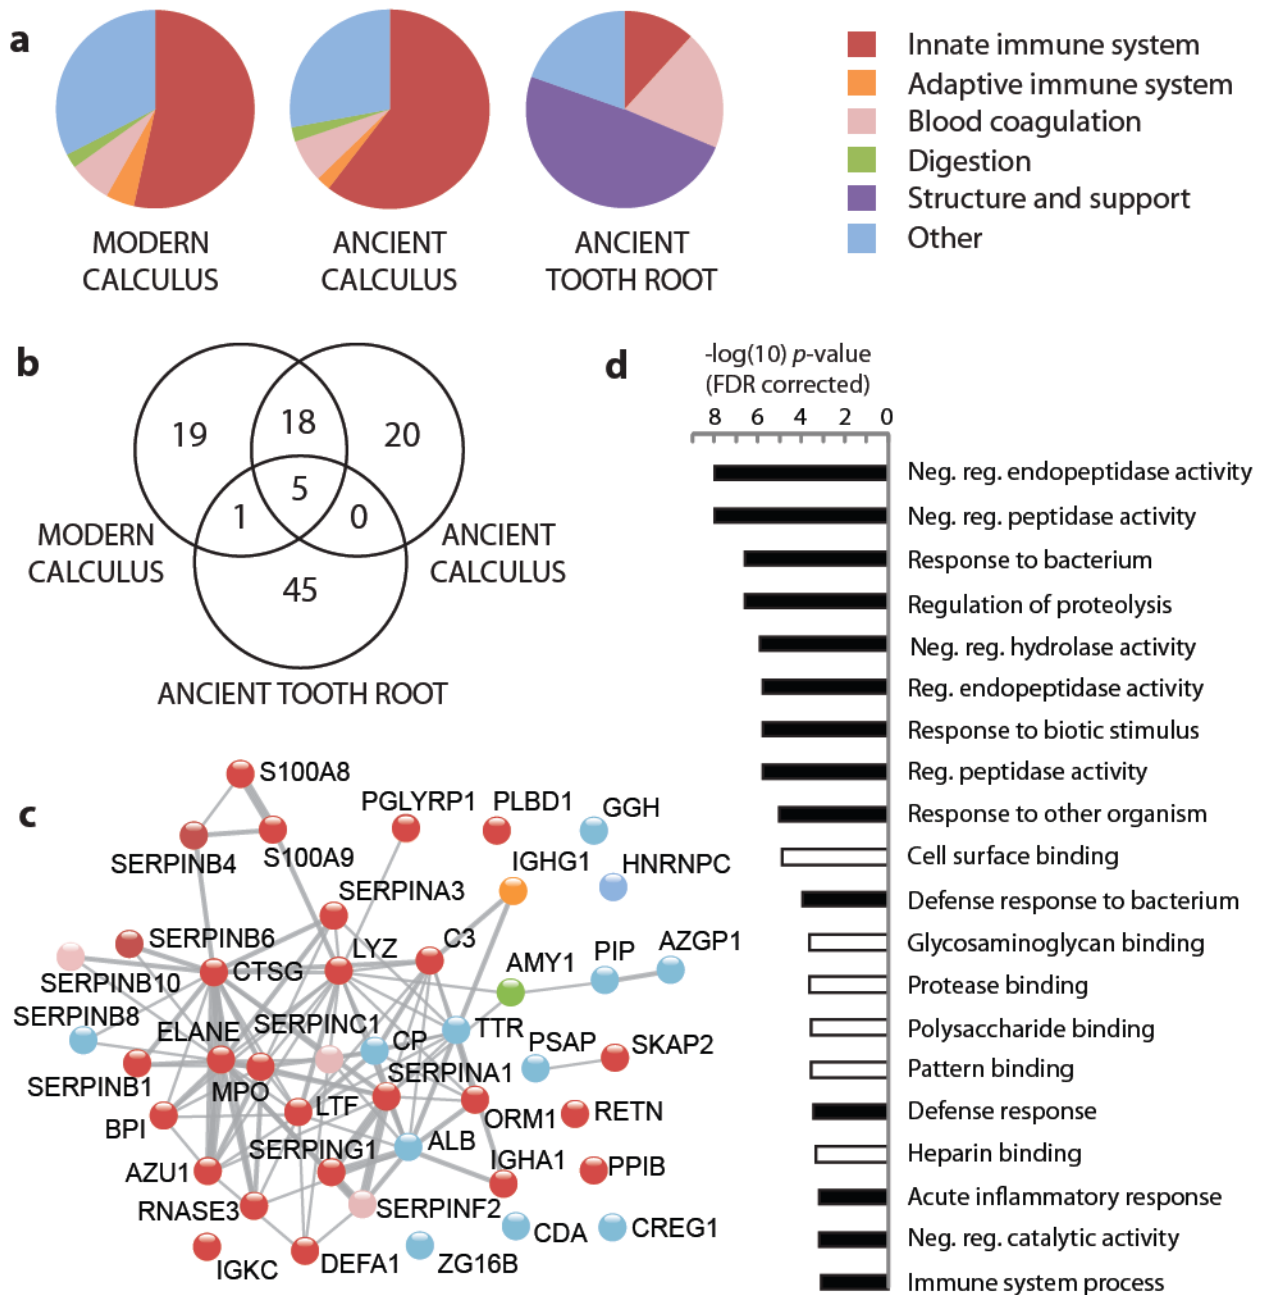 a
Innate immune system
Adaptive immune system
Blood coagulation
Digestion
Structure and support
Other
MODERN
CALCULUS
ANCIENT
CALCULUS
ANCIENT
TOOTH ROOT
b
19
18
20
5
1
0
45
MODERN
CALCULUS
ANCIENT
CALCULUS
ANCIENT TOOTH ROOT
c
S100A8
SERPINB4
S100A9
PGLYRP1
PLBD1
GGH
IGHG1
HNRNPC
SERPINA3
SERPINB6
LYZ
C3
SERPINB10
CTSG
AMY1
PIP
AZGP1
SERPINB8
ELANE
SERPINC1
CP
TTR
PSAP
SKAP2
SERPINB1
MPO
SERPINA1
LTF
ORM1
RETN
BPI
SERPING1
ALB
IGHA1
PPIB
AZU1
RNASE3
SERPINF2
CDA
CREG1
IGKC
DEFA1
ZG16B
d
-log(10) p-value
(FDR corrected)
8 6 4 2 0
Neg. reg. endopeptidase activity
Neg. reg. peptidase activity
Response to bacterium
Regulation of proteolysis
Neg. reg. hydrolase activity
Reg. endopeptidase activity
Response to biotic stimulus
Reg. peptidase activity
Response to other organism
Cell surface binding
Defense response to bacterium
Glycosaminoglycan binding
Protease binding
Polysaccharide binding
Pattern binding
Defense response
Heparin binding
Acute inflammatory response
Neg. reg. catalytic activity
Immune system process